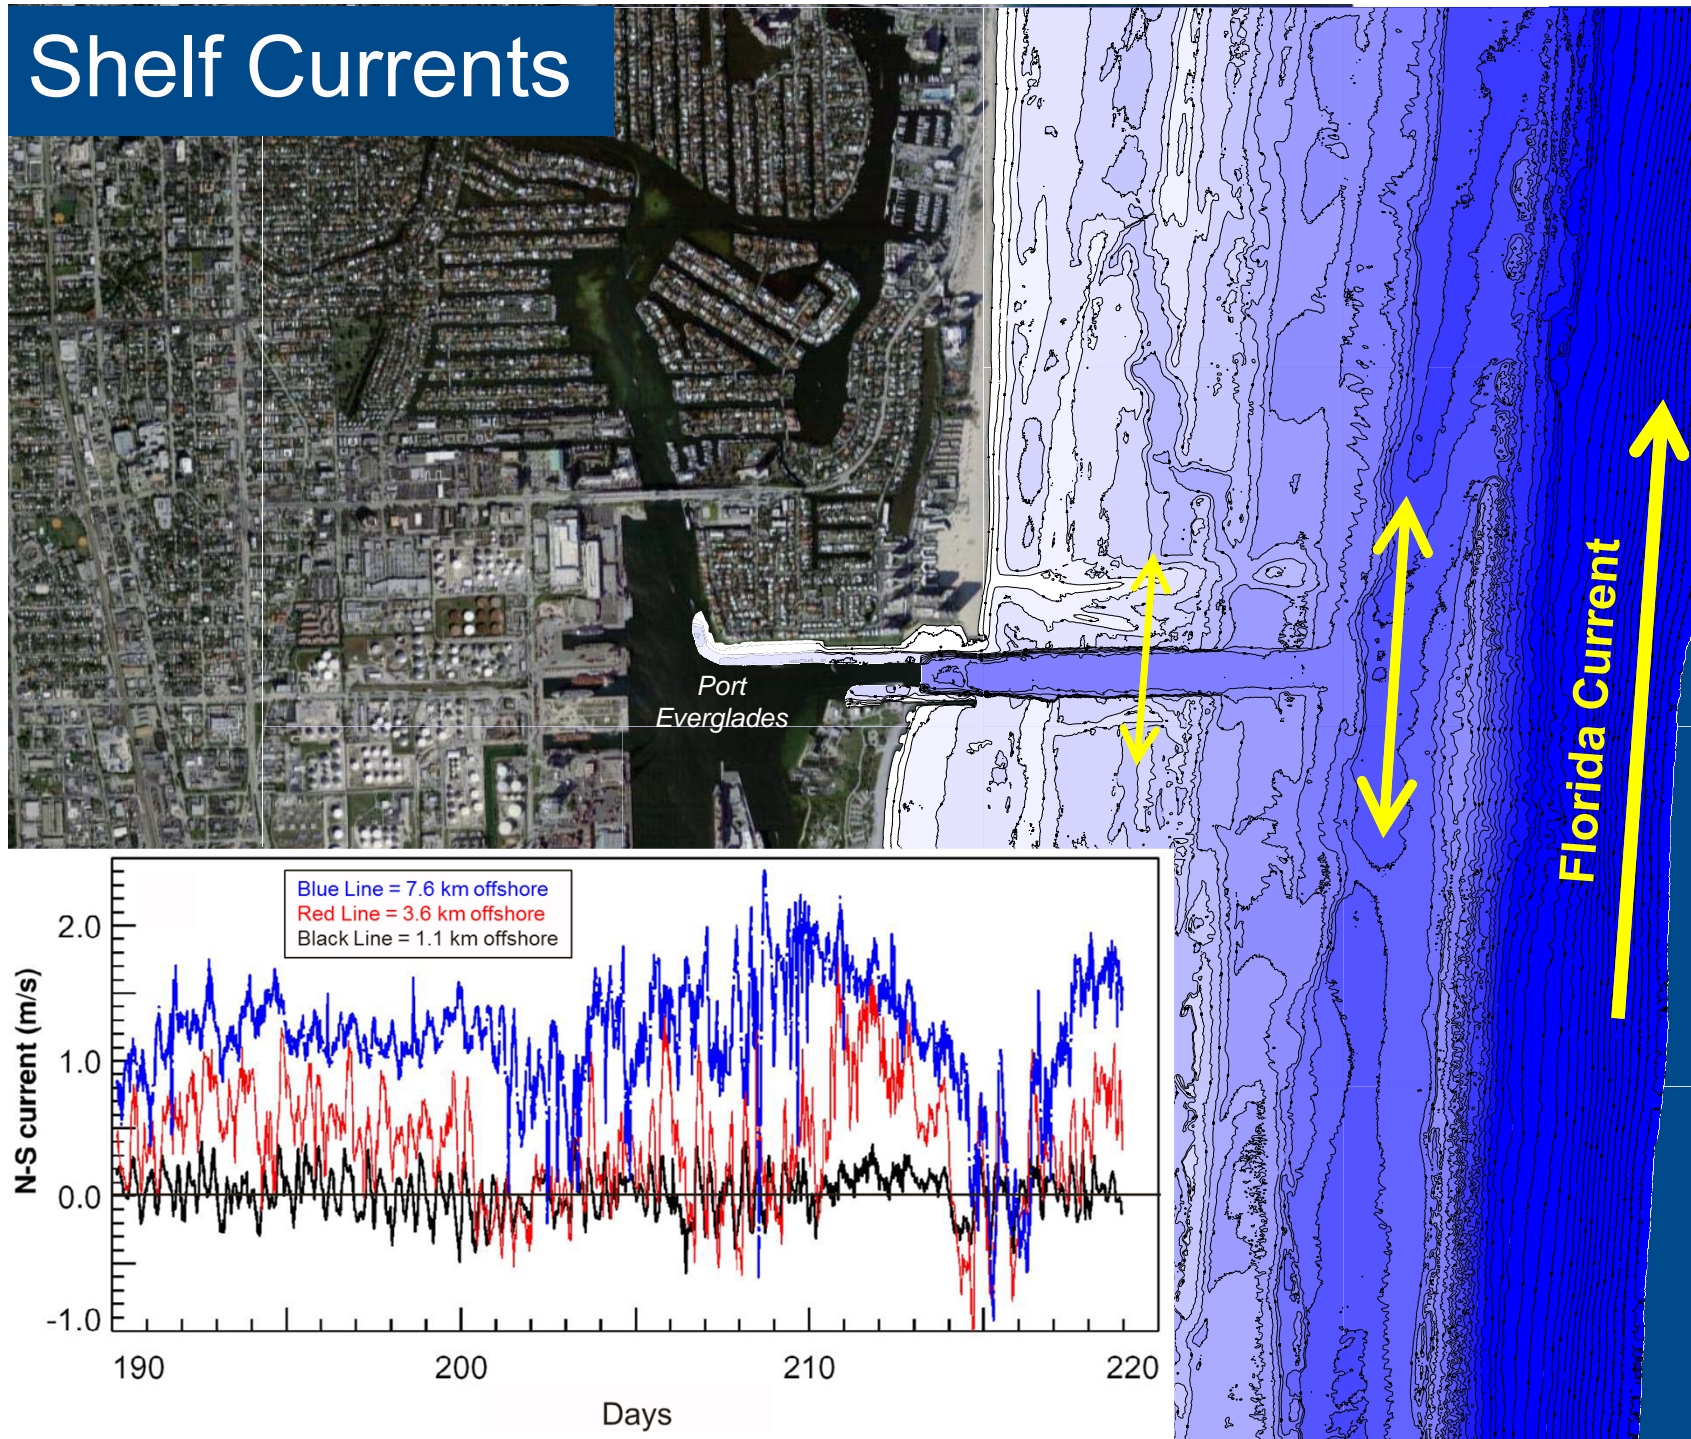 Shelf Currents
Port
Everglades
Florida Current
Blue Line = 7.6 km offshore
Red Line = 3.6 km offshore
Black Line = 1.1 km offshore
N-S current (m/s)
2.0
1.0
0.0
-1.0
190
200
210
220
Days